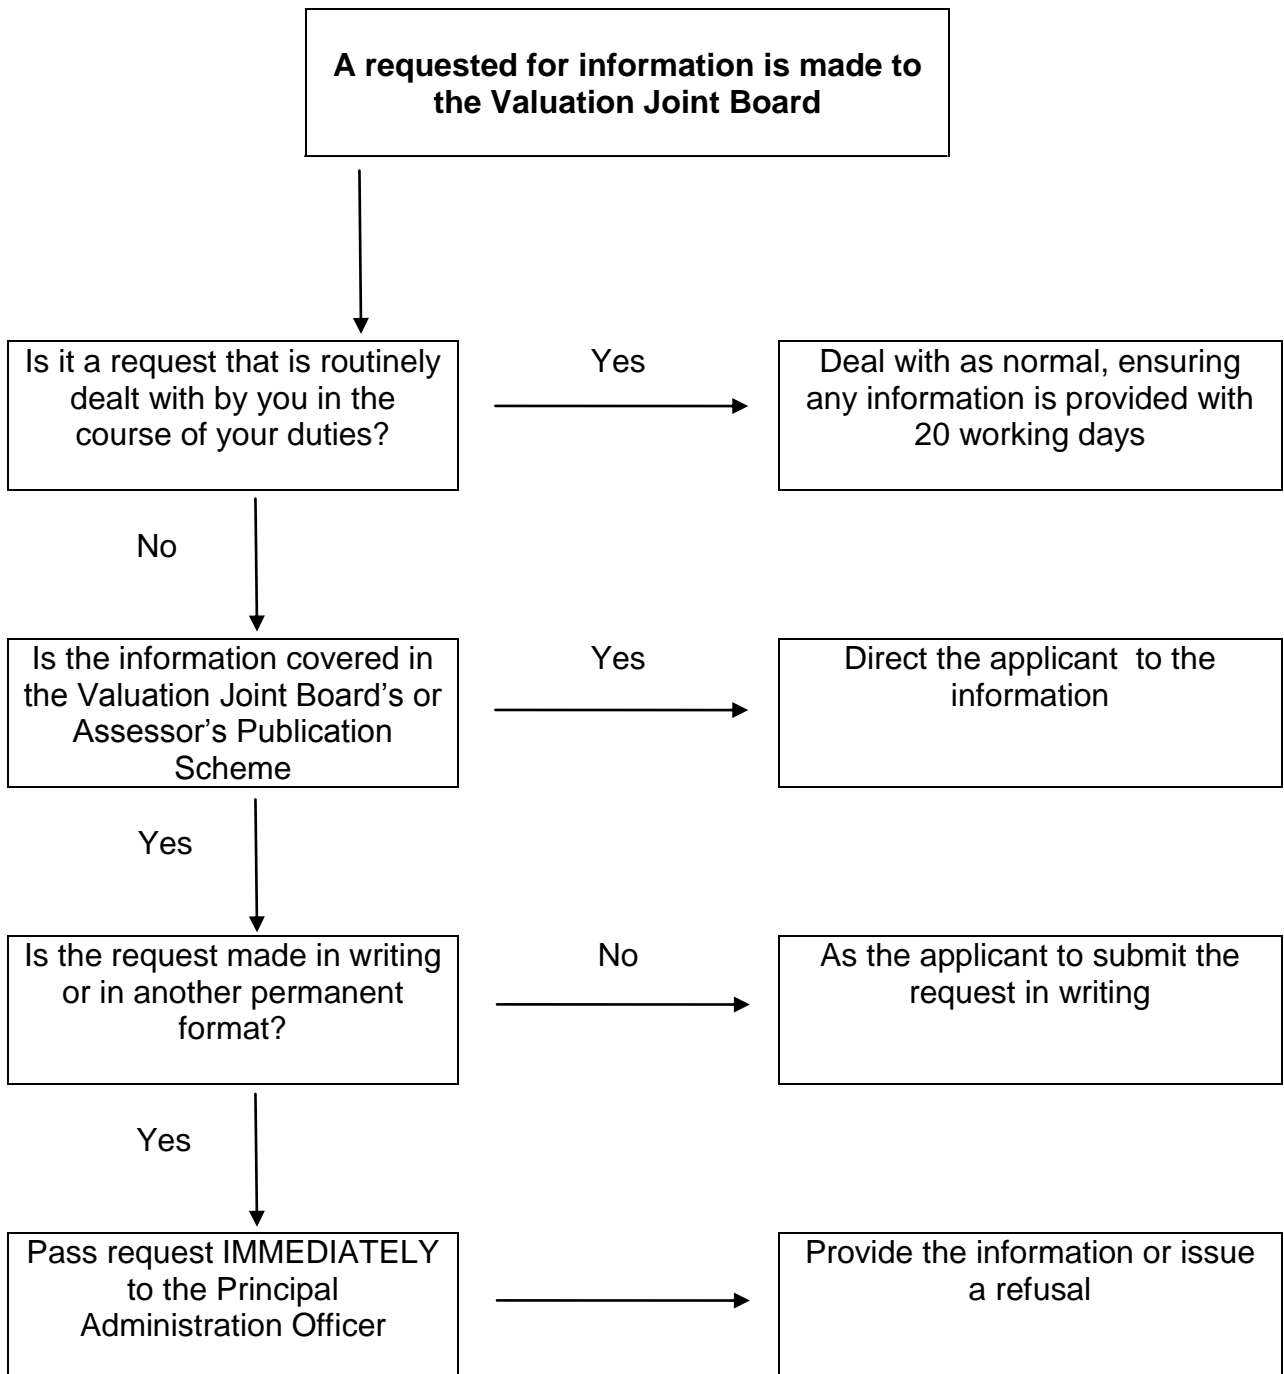 A requested for information is made to
the Valuation Joint Board
Is it a request that is routinely
dealt with by you in the
course of your duties?
Yes
Deal with as normal, ensuring
any information is provided with
20 working days
No
Is the information covered in
the Valuation Joint Board’s or
Assessor’s Publication
Scheme
Yes
Direct the applicant  to the
information
Yes
Is the request made in writing
or in another permanent
format?
No
As the applicant to submit the
request in writing
Yes
Pass request IMMEDIATELY
to the Principal
Administration Officer
Provide the information or issue
a refusal